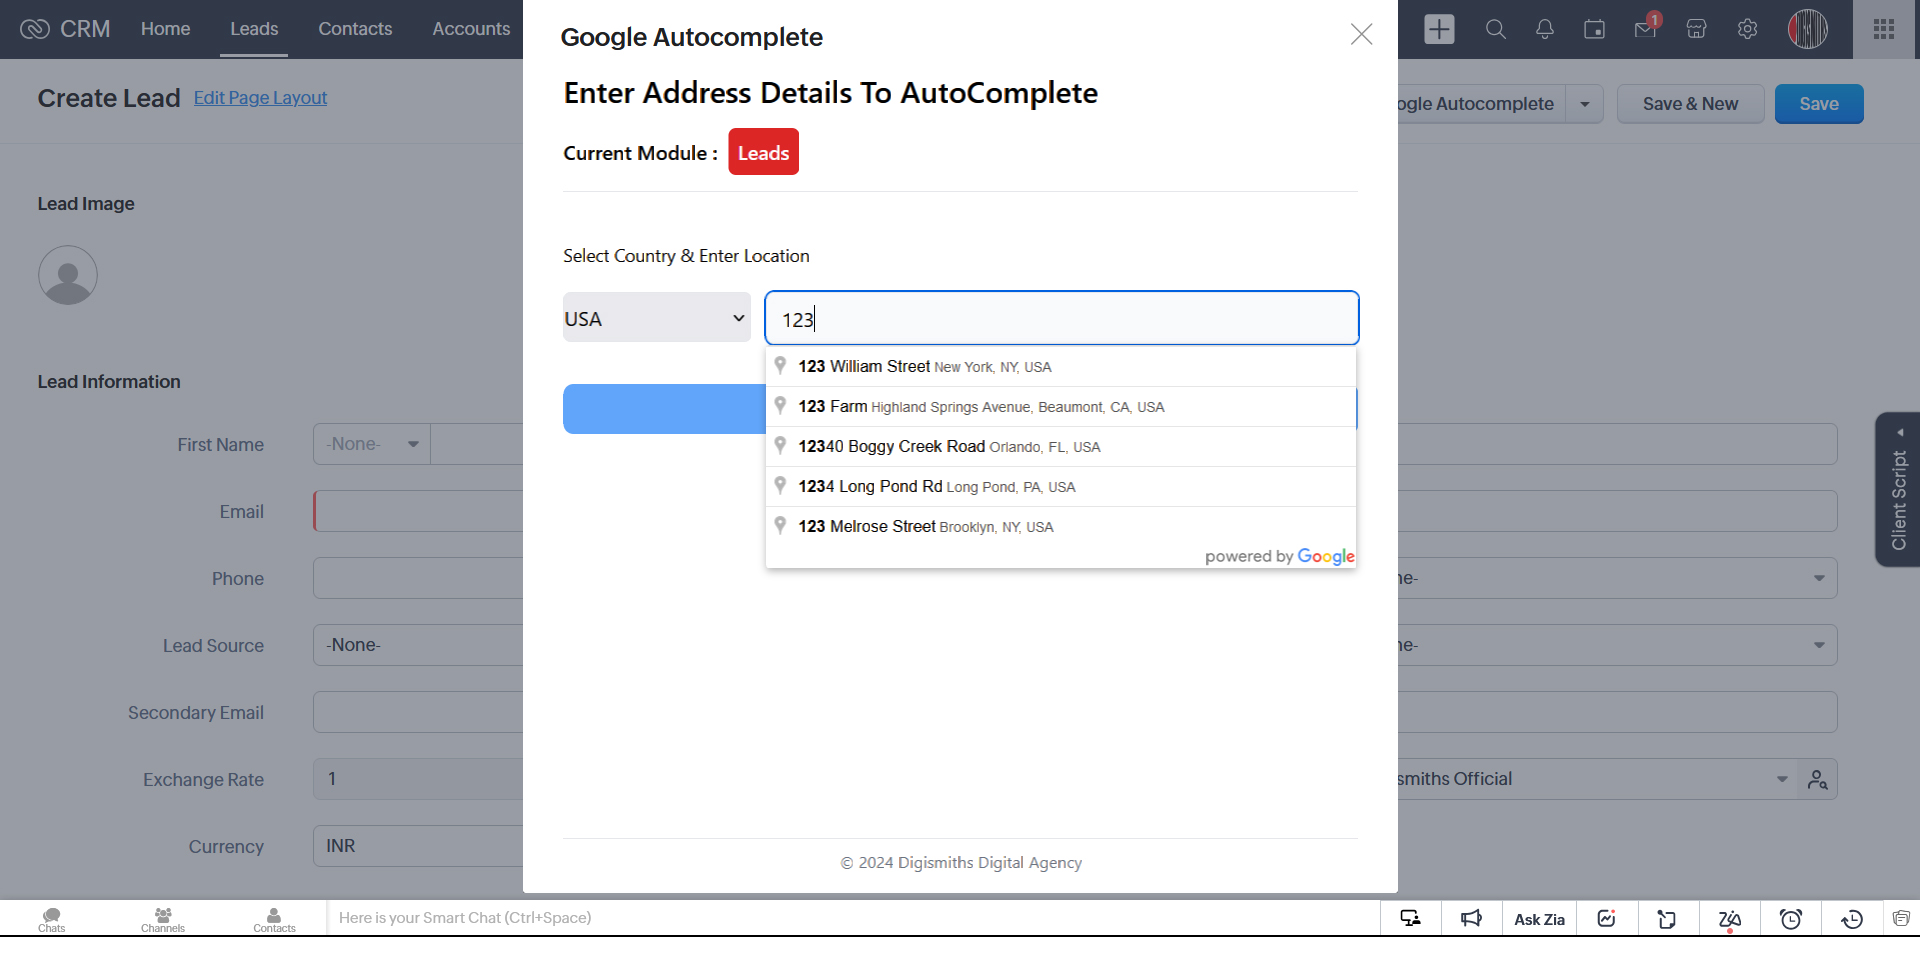 CRM
Home
Leads
Contacts
Accounts
1
Create Lead
Edit Page Layout
Google Autocomplete
Enter Address Details To AutoComplete
Current Module : Leads
ogle Autocomplete
Save & New
Save
Lead Image
Select Country & Enter Location
USA
123
123 William Street New York, NY, USA
123 Farm Highland Springs Avenue, Beaumont, CA, USA
12340 Boggy Creek Road Orlando, FL, USA
1234 Long Pond Rd Long Pond, PA, USA
123 Melrose Street Brooklyn, NY, USA
powered by Google
Lead Information
First Name
-None-
Email
Phone
ne-
Lead Source
-None-
ne-
Secondary Email
Exchange Rate
1
smiths Official
Currency
INR
Client Script
© 2024 Digismiths Digital Agency
Chats
Channels
Contacts
Here is your Smart Chat (Ctrl+Space)
Ask Zia